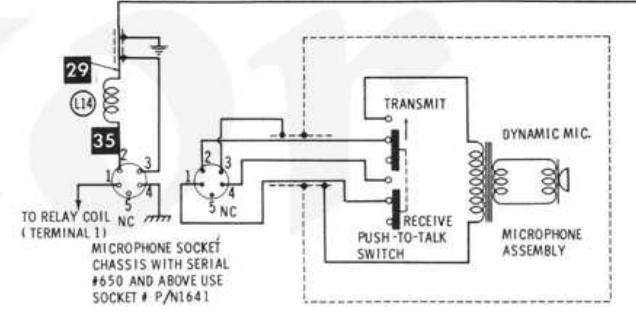 29
L14
35
2
3
1
4
5
NC
TO RELAY COIL
(TERMINAL 1)
MICROPHONE SOCKET
CHASSIS WITH SERIAL
#650 AND ABOVE USE
SOCKET # P/N1641
2
3
1
4
5
NC
TRANSMIT
RECEIVE
PUSH-TO-TALK
SWITCH
DYNAMIC MIC.
MICROPHONE
ASSEMBLY